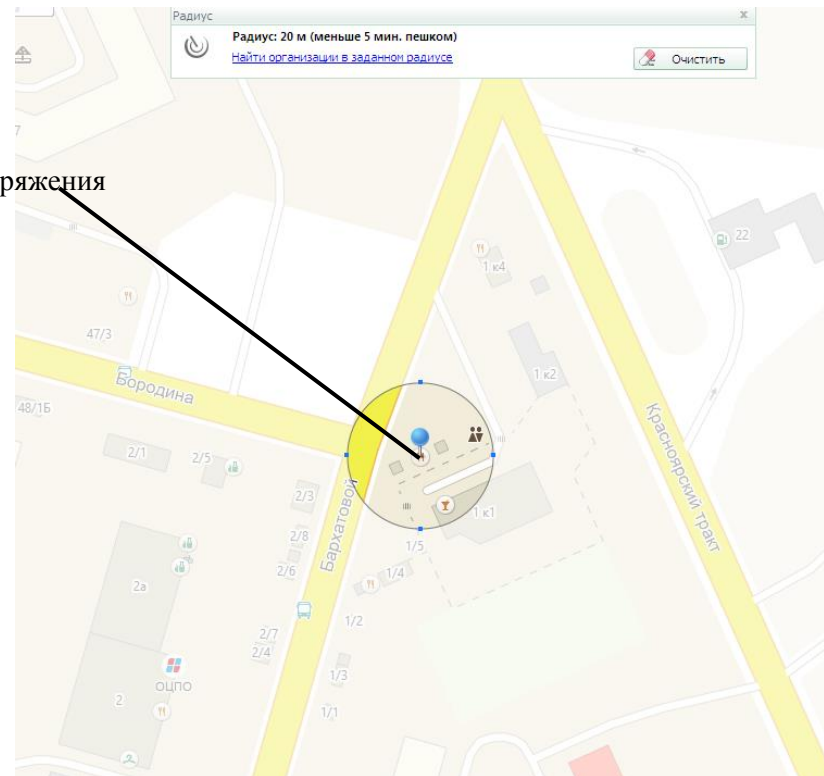 Радиус
x
Радиус: 20 м (меньше 5 мин. пешком)
Найти организации в заданном радиусе
Очистить
7
ряжения
22
1 к4
47/3
1 к2
Бородина
48/1Б
Красноярский тракт
2/1
2/5
2/3
Бархатовой
1 к1
2/8
1/5
2/6
1/4
2а
1/2
2/7
2/4
1/3
ОЦПО
2
1/1